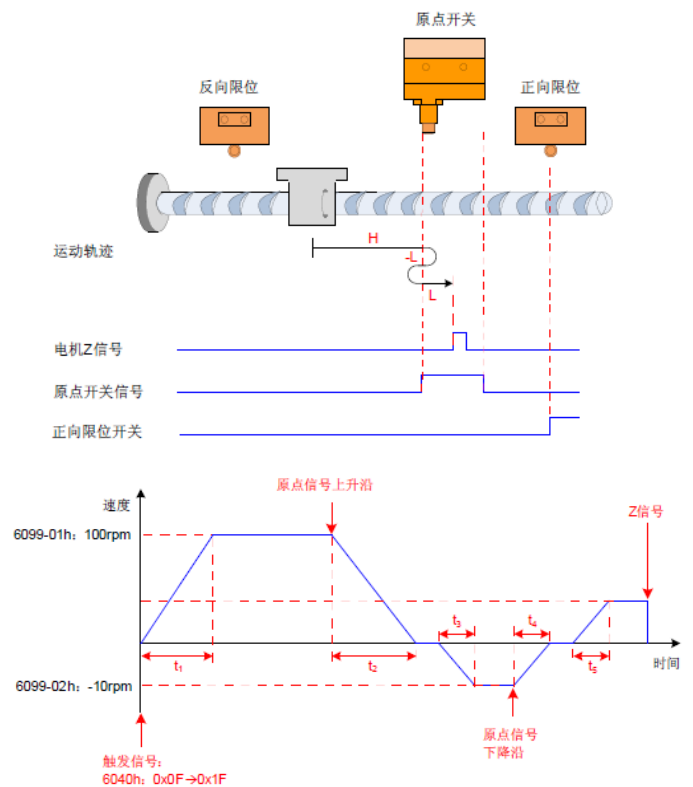 原点开关
反向限位
正向限位
运动轨迹
H
-L
L
电机Z信号
原点开关信号
正向限位开关
原点信号上升沿
速度
Z信号
6099-01h：100rpm
t₁
t₂
t₃
t₄
t₅
时间
6099-02h：-10rpm
原点信号
下降沿
触发信号：
6040h：0x0F→0x1F